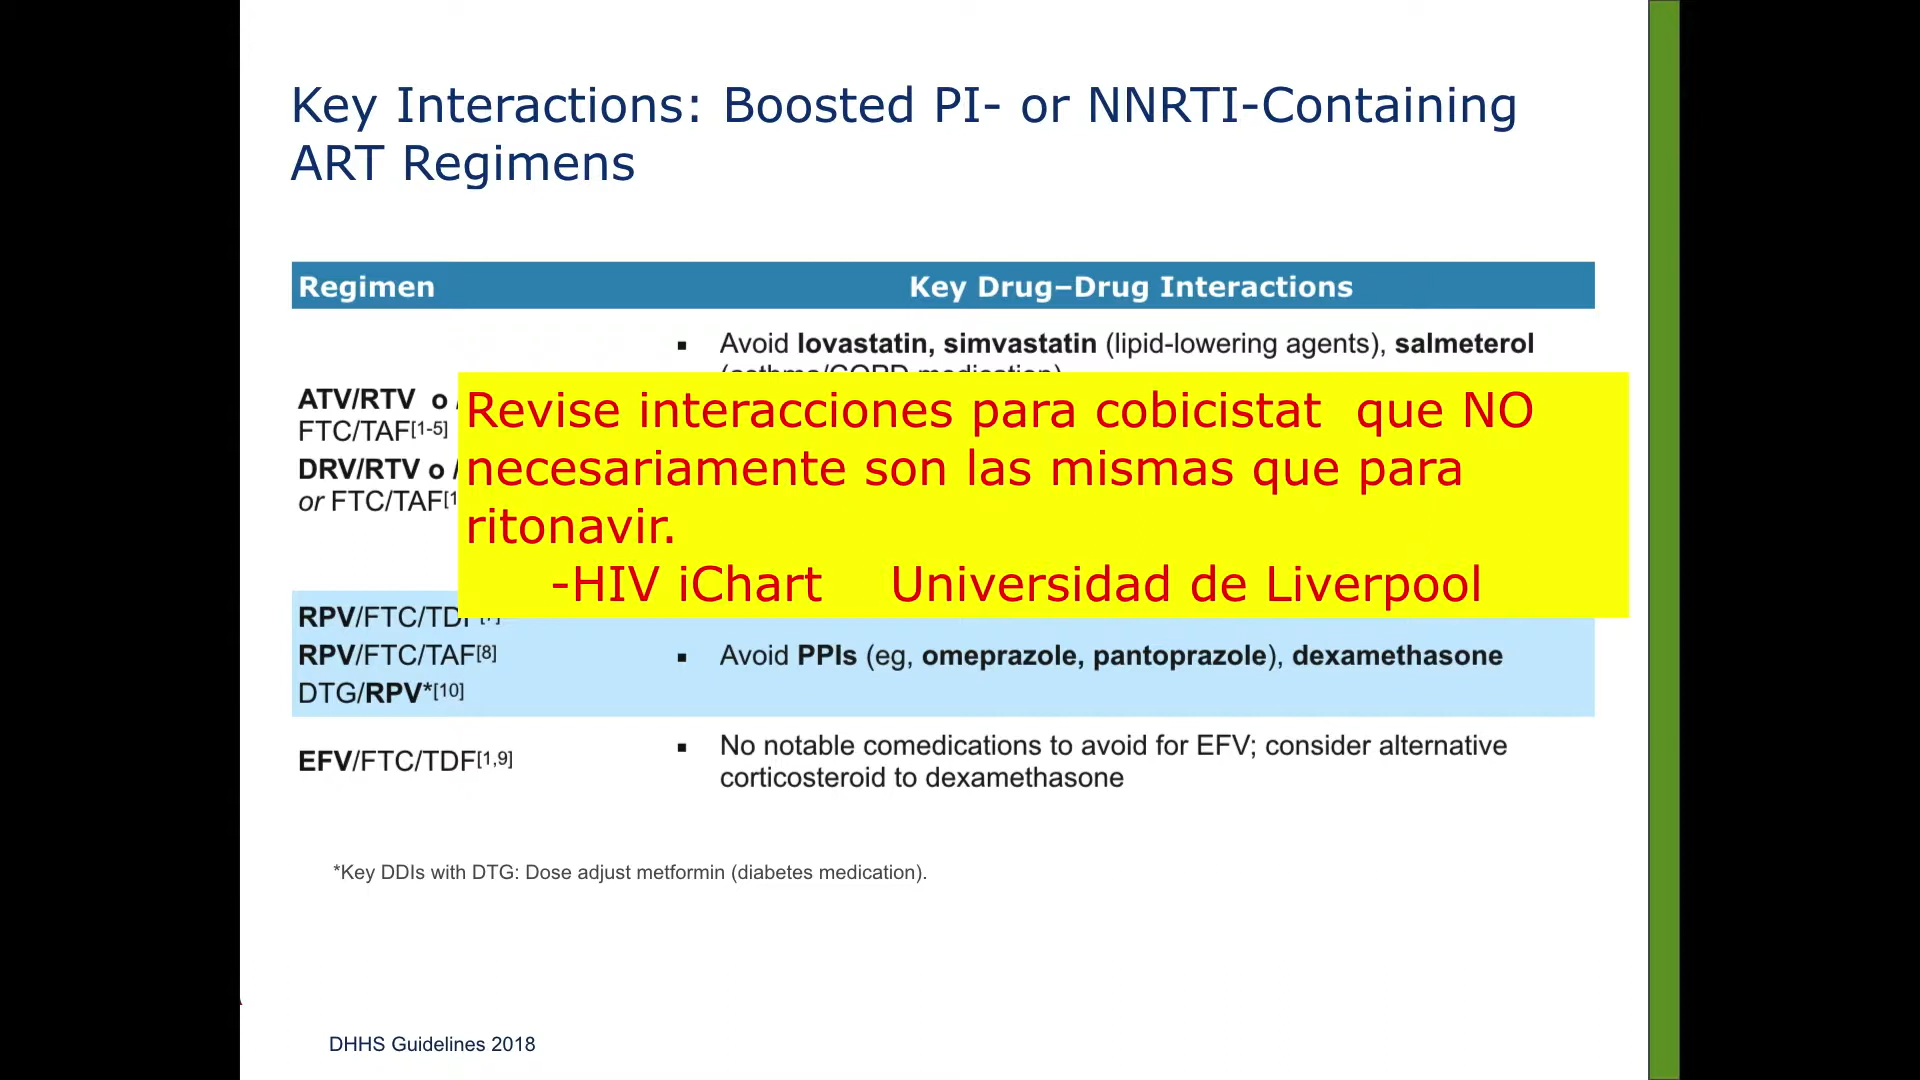 Key Interactions: Boosted PI- or NNRTI-Containing
ART Regimens
Regimen Key Drug–Drug Interactions
▪ Avoid lovastatin, simvastatin (lipid-lowering agents), salmeterol
(asthma/COPD medication)
ATV/RTV o
FTC/TAF[1-5]
DRV/RTV o
or FTC/TAF[1
Revise interacciones para cobicistat que NO
necesariamente son las mismas que para
ritonavir.
-HIV iChart Universidad de Liverpool
RPV/FTC/TDF
RPV/FTC/TAF[8]
DTG/RPV*[10]
▪ Avoid PPIs (eg, omeprazole, pantoprazole), dexamethasone
EFV/FTC/TDF[1,9]
▪ No notable comedications to avoid for EFV; consider alternative
corticosteroid to dexamethasone
*Key DDIs with DTG: Dose adjust metformin (diabetes medication).
DHHS Guidelines 2018